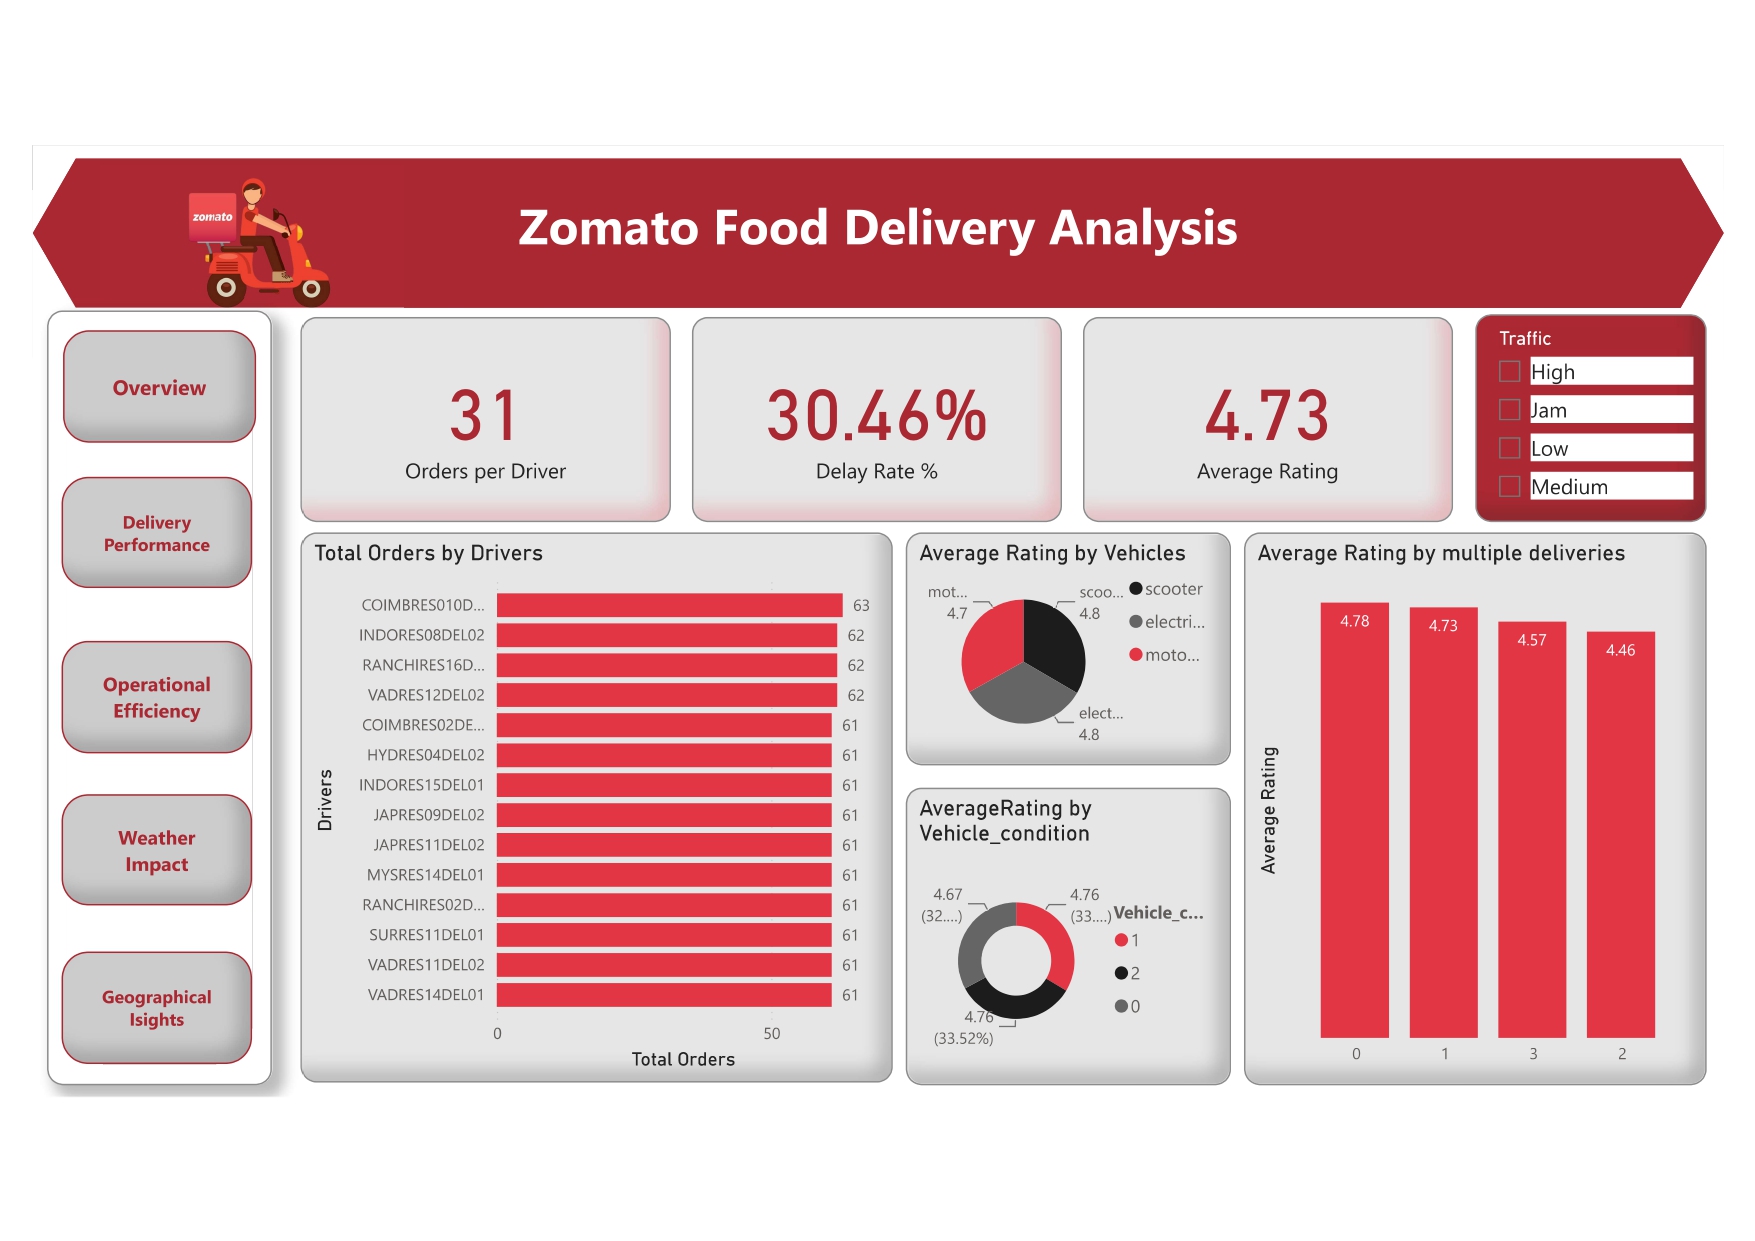 zomato
Zomato Food Delivery Analysis
Overview
Delivery
Performance
Operational
Efficiency
Weather
Impact
Geographical
Isights
31
Orders per Driver
30.46%
Delay Rate %
4.73
Average Rating
Traffic
High
Jam
Low
Medium
Total Orders by Drivers
Drivers
COIMBRES010D... 63
INDORES08DEL02 62
RANCHIRES16D... 62
VADRES12DEL02 62
COIMBRES02DE... 61
HYDRES04DEL02 61
INDORES15DEL01 61
JAPRES09DEL02 61
JAPRES11DEL02 61
MYSRES14DEL01 61
RANCHIRES02D... 61
SURRES11DEL01 61
VADRES11DEL02 61
VADRES14DEL01 61
0 50
Total Orders
Average Rating by Vehicles
mot...
4.7
scoo...
4.8
elect...
4.8
scooter
electri...
moto...
AverageRating by
Vehicle_condition
4.67
(32....)
4.76
(33....)
4.76
(33.52%)
Vehicle_c...
1
2
0
Average Rating by multiple deliveries
Average Rating
4.78 4.73 4.57 4.46
0 1 3 2